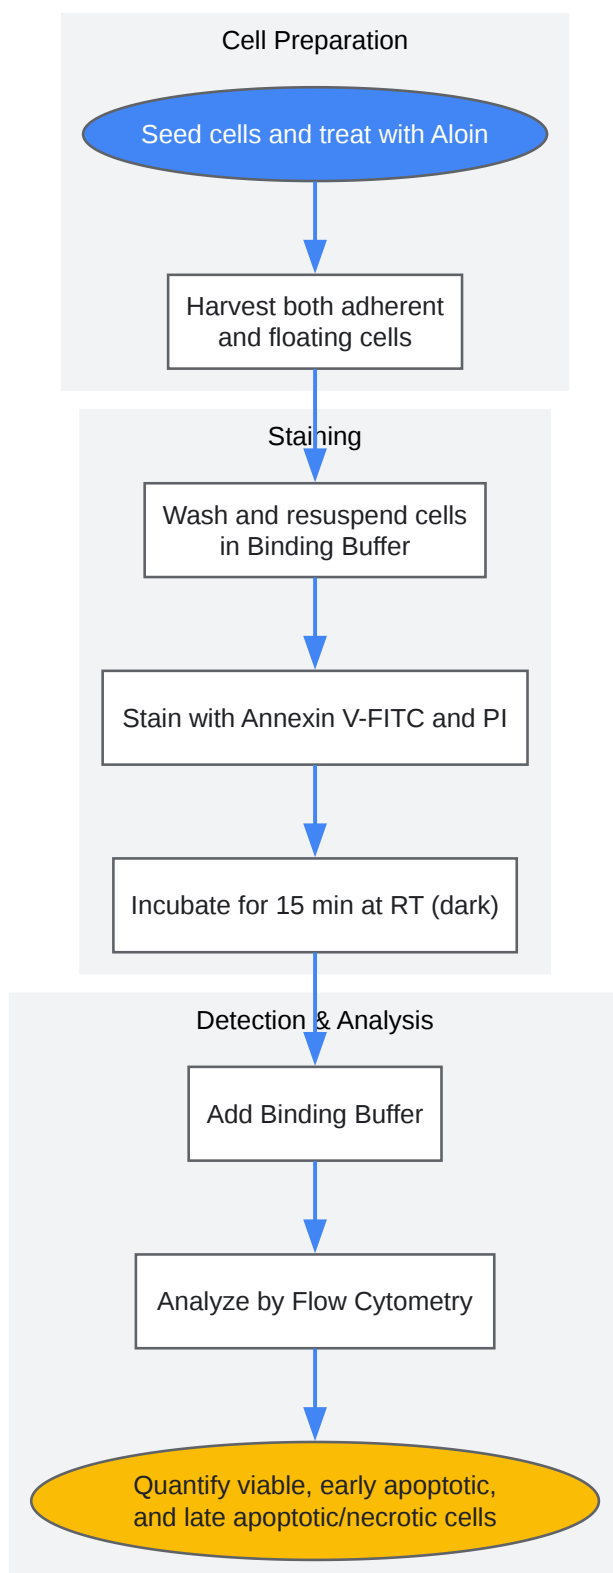 Cell Preparation
Seed cells and treat with Aloin
Harvest both adherent
and floating cells
Staining
Wash and resuspend cells
in Binding Buffer
Stain with Annexin V-FITC and PI
Incubate for 15 min at RT (dark)
Detection & Analysis
Add Binding Buffer
Analyze by Flow Cytometry
Quantify viable, early apoptotic,
and late apoptotic/necrotic cells